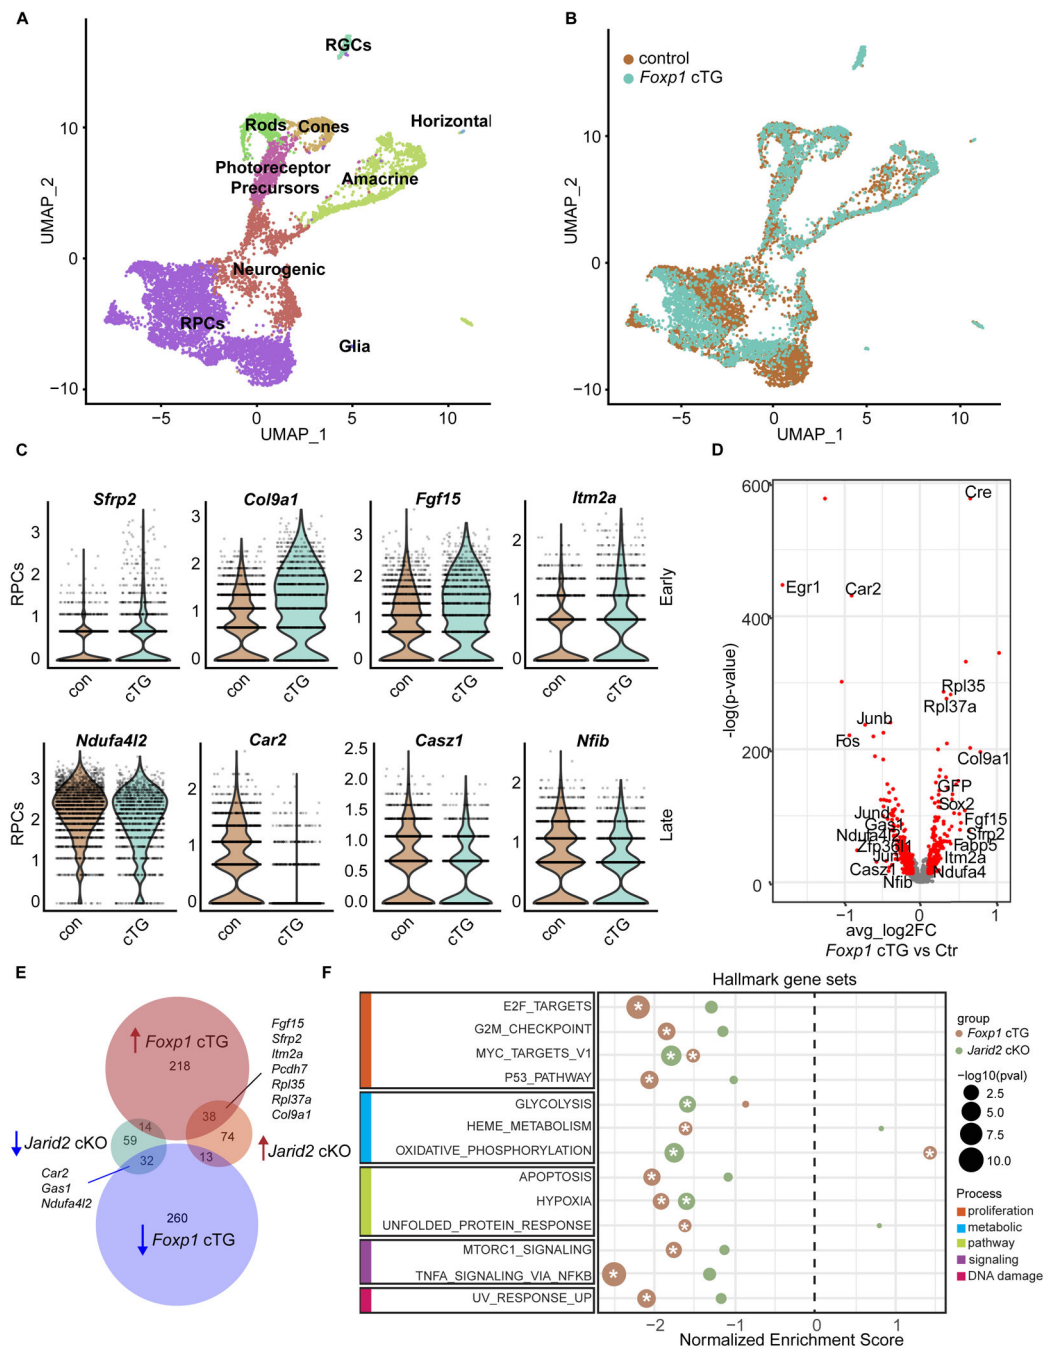 A
RGCs
Rods
Cones
Horizontal
Photoreceptor
Precursors
Amacrine
Neurogenic
RPCs
Glia
10
0
−10
−5
0
5
10
UMAP_2
UMAP_1
B
control
Foxp1 cTG
10
0
−10
−5
0
5
10
UMAP_2
UMAP_1
C
Sfrp2
Col9a1
Fgf15
Itm2a
RPCs
3
2
1
0
3
2
1
0
3
2
1
0
2
1
0
Early
con
cTG
con
cTG
con
cTG
con
cTG
Ndufa4l2
Car2
Casz1
Nfib
RPCs
3
2
1
0
2
1
0
2.5
2.0
1.5
1.0
0.5
0.0
2
1
0
Late
con
cTG
con
cTG
con
cTG
con
cTG
D
600
400
200
0
-log(p-value)
Cre
Egr1
Car2
Rpl35
Rpl37a
Junb
Fos
Col9a1
GFP
Sox2
Jund
Fgf15
Gas1
Sfrp2
Ndufa4l2
Zfp36l1
Fabp5
Jun
Itm2a
Casz1
Ndufa4
Nfib
−1
0
1
avg_log2FC
Foxp1 cTG vs Ctr
E
Foxp1 cTG
218
Fgf15
Sfrp2
Itm2a
Pcdh7
Rpl35
Rpl37a
Col9a1
14
38
Jarid2 cKO
59
74
Jarid2 cKO
32
13
Car2
Gas1
Ndufa4l2
260
Foxp1 cTG
F
Hallmark gene sets
E2F_TARGETS
G2M_CHECKPOINT
MYC_TARGETS_V1
P53_PATHWAY
GLYCOLYSIS
HEME_METABOLISM
OXIDATIVE_PHOSPHORYLATION
APOPTOSIS
HYPOXIA
UNFOLDED_PROTEIN_RESPONSE
MTORC1_SIGNALING
TNFA_SIGNALING_VIA_NFKB
UV_RESPONSE_UP
* * * * * * * * * * * * * * * *
−2
−1
0
1
Normalized Enrichment Score
group
Foxp1 cTG
Jarid2 cKO
−log10(pval)
2.5
5.0
7.5
10.0
Process
proliferation
metabolic
pathway
signaling
DNA damage